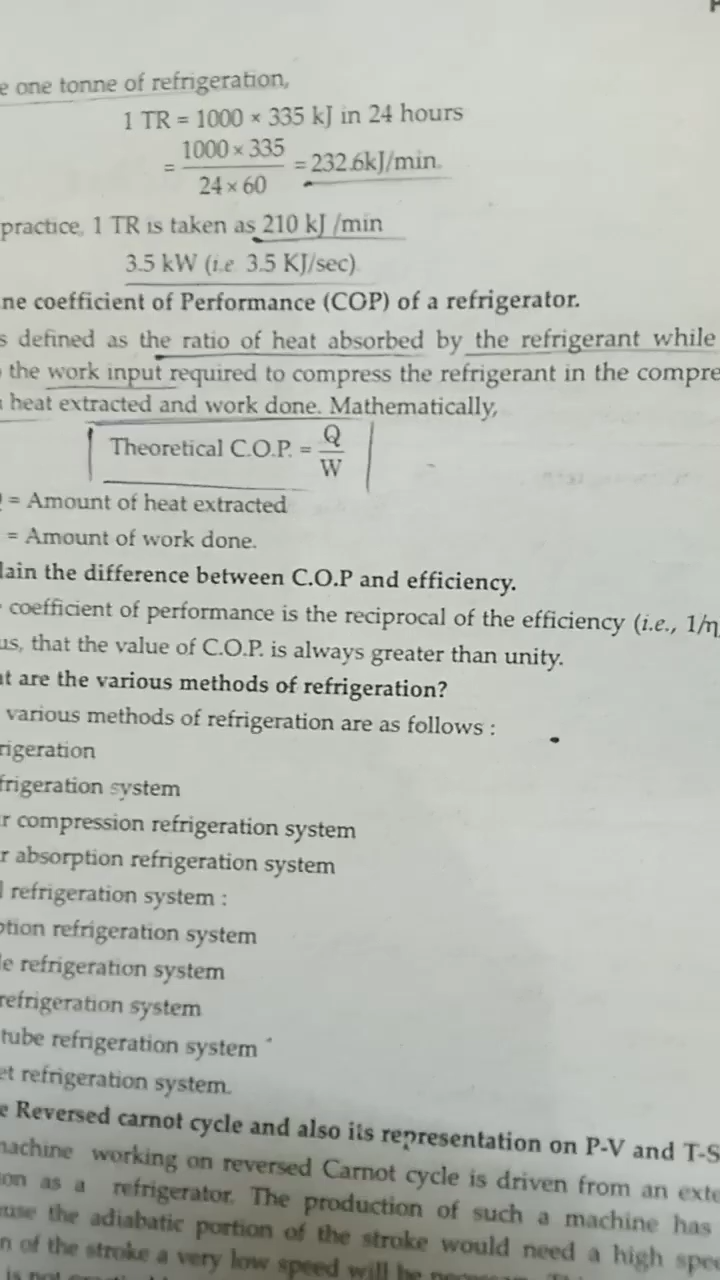 e one tonne of refrigeration,
1 TR = 1000 × 335 kJ in 24 hours
= 1000 × 335 / 24 × 60 = 232.6kJ/min.
practice, 1 TR is taken as 210 kJ /min
3.5 kW (i.e 3.5 KJ/sec)
ne coefficient of Performance (COP) of a refrigerator.
s defined as the ratio of heat absorbed by the refrigerant while
the work input required to compress the refrigerant in the compre
heat extracted and work done. Mathematically,
Theoretical C.O.P. = Q / W
= Amount of heat extracted
= Amount of work done.
lain the difference between C.O.P and efficiency.
coefficient of performance is the reciprocal of the efficiency (i.e., 1/η
us, that the value of C.O.P. is always greater than unity.
at are the various methods of refrigeration?
various methods of refrigeration are as follows :
rigeration
frigeration system
r compression refrigeration system
r absorption refrigeration system
l refrigeration system :
ption refrigeration system
le refrigeration system
refrigeration system
tube refrigeration system
et refrigeration system.
e Reversed carnot cycle and also its representation on P-V and T-S
machine working on reversed Carnot cycle is driven from an exte
ion as a refrigerator. The production of such a machine has
use the adiabatic portion of the stroke would need a high spee
n of the stroke a very low speed will be
is not